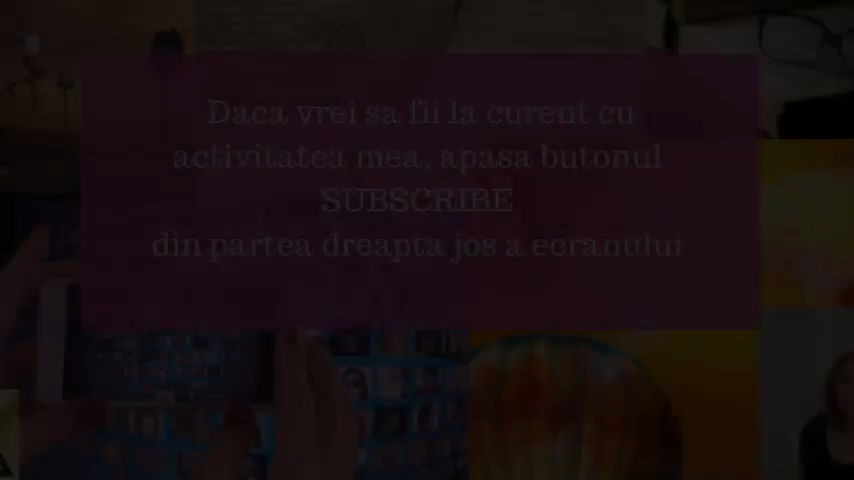 Daca vrei sa fii la curent cu
activitatea mea, apasa butonul
SUBSCRIBE
din partea dreapta jos a ecranului